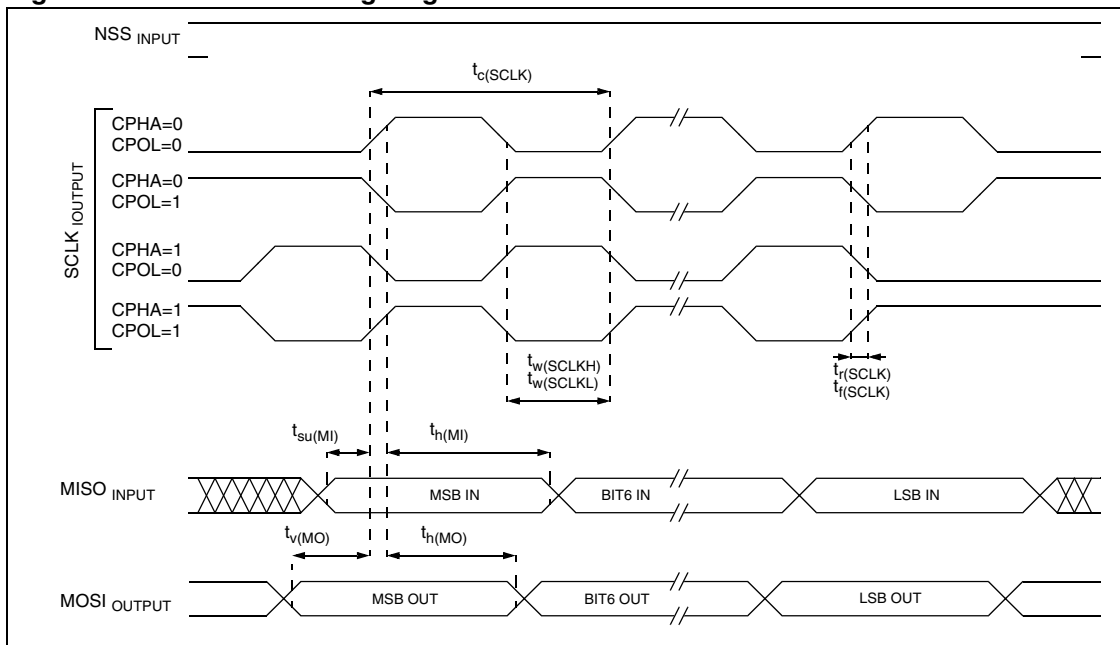 NSS INPUT
tc(SCLK)
SCLK IOUTPUT
CPHA=0
CPOL=0
CPHA=0
CPOL=1
CPHA=1
CPOL=0
CPHA=1
CPOL=1
tw(SCLKH)
tw(SCLKL)
tr(SCLK)
tf(SCLK)
tsu(MI)
th(MI)
MISO INPUT
MSB IN
BIT6 IN
LSB IN
tv(MO)
th(MO)
MOSI OUTPUT
MSB OUT
BIT6 OUT
LSB OUT